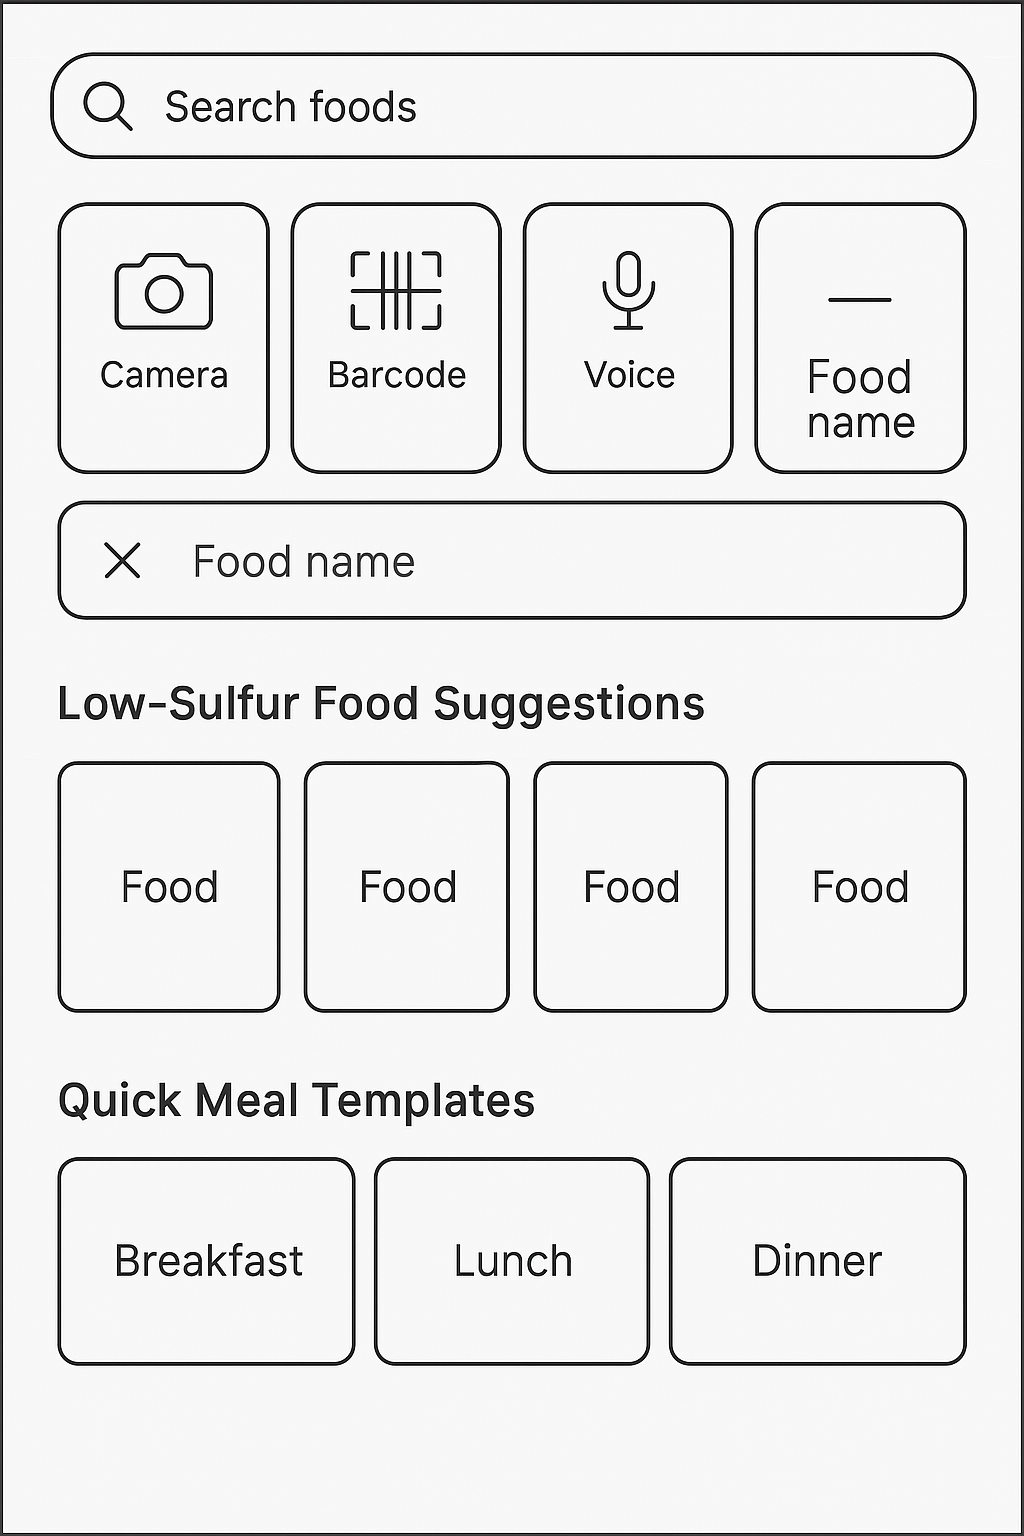 Search foods
Camera
Barcode
Voice
Food
name
Food name
Low-Sulfur Food Suggestions
Food
Food
Food
Food
Quick Meal Templates
Breakfast
Lunch
Dinner